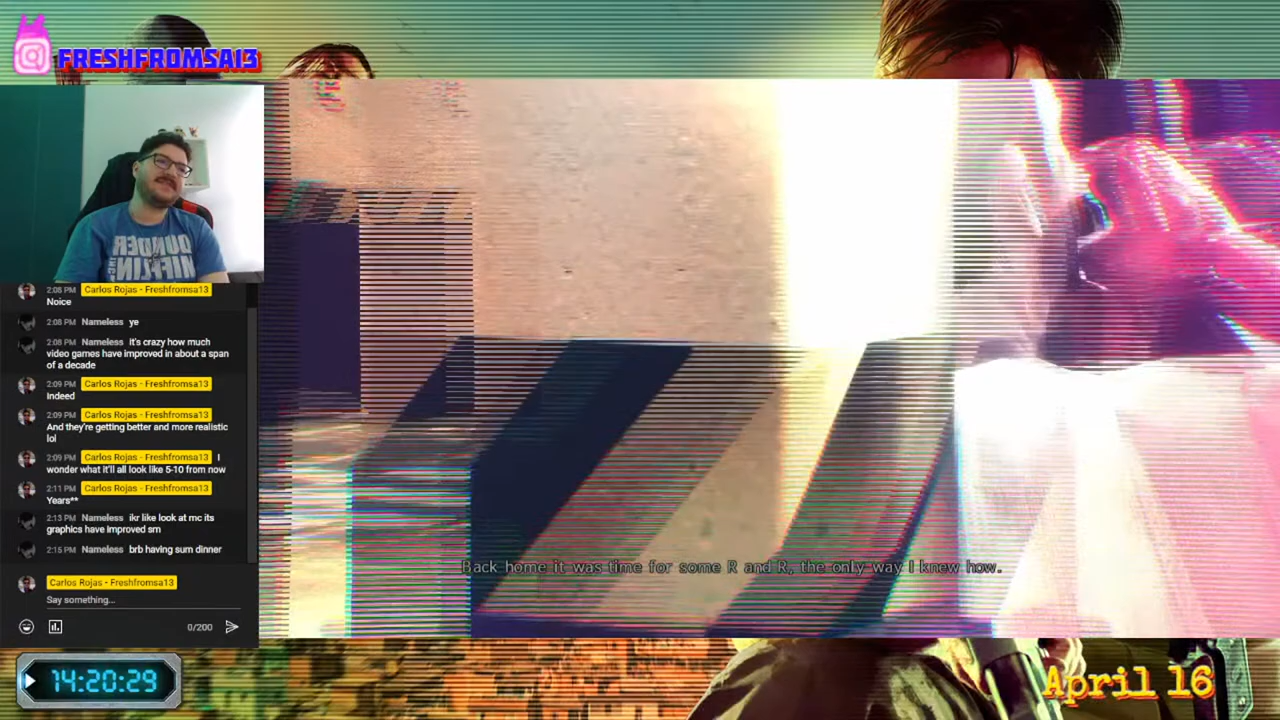 FRESHFROMSA13
DUNDER
MIFFLIN
2:08 PM Carlos Rojas - Freshfromsa13
Noice
2:08 PM Nameless ye
2:08 PM Nameless it's crazy how much
video games have improved in about a span
of a decade
2:09 PM Carlos Rojas - Freshfromsa13
Indeed
2:09 PM Carlos Rojas - Freshfromsa13
And they're getting better and more realistic
lol
2:09 PM Carlos Rojas - Freshfromsa13 I
wonder what it'll all look like 5-10 from now
2:11 PM Carlos Rojas - Freshfromsa13
Years**
2:13 PM Nameless ikr like look at mc its
graphics have improved sm
2:15 PM Nameless brb having sum dinner
Carlos Rojas - Freshfromsa13
Say something...
0/200
Back home it was time for some R and R, the only way I knew how.
14:20:29
April 16